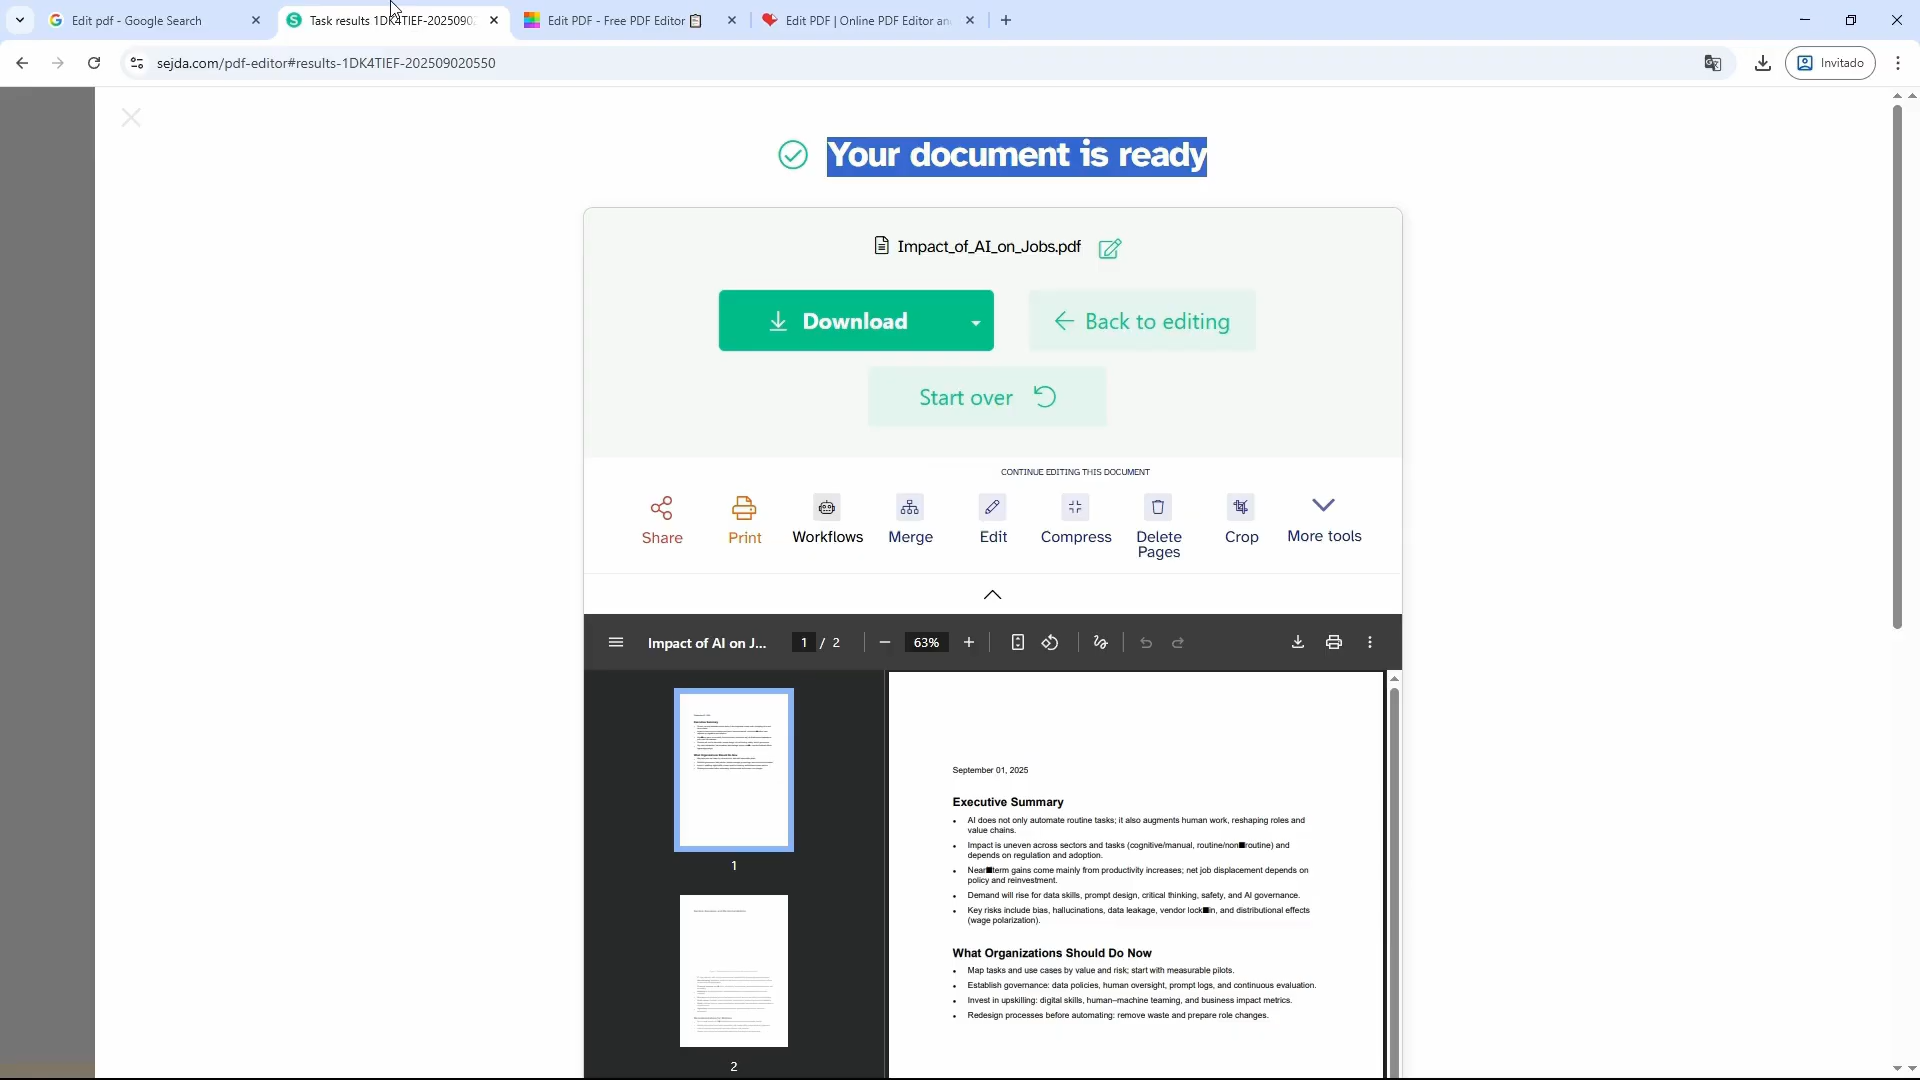 Edit pdf - Google Search
Task results 1DK4TIEF-2025090
Edit PDF - Free PDF Editor
Edit PDF | Online PDF Editor an
sejda.com/pdf-editor#results-1DK4TIEF-202509020550
Invitado
Your document is ready
Impact_of_AI_on_Jobs.pdf
Download
Back to editing
Start over
CONTINUE EDITING THIS DOCUMENT
Share
Print
Workflows
Merge
Edit
Compress
Delete
Pages
Crop
More tools
Impact of AI on J...
1 / 2
63%
1
2
September 01, 2025
Executive Summary
• AI does not only automate routine tasks; it also augments human work, reshaping roles and
value chains.
• Impact is uneven across sectors and tasks (cognitive/manual, routine/non■routine) and
depends on regulation and adoption.
• Near■term gains come mainly from productivity increases; net job displacement depends on
policy and reinvestment.
• Demand will rise for data skills, prompt design, critical thinking, safety, and AI governance.
• Key risks include bias, hallucinations, data leakage, vendor lock■in, and distributional effects
(wage polarization).
What Organizations Should Do Now
• Map tasks and use cases by value and risk; start with measurable pilots.
• Establish governance: data policies, human oversight, prompt logs, and continuous evaluation.
• Invest in upskilling: digital skills, human–machine teaming, and business impact metrics.
• Redesign processes before automating: remove waste and prepare role changes.